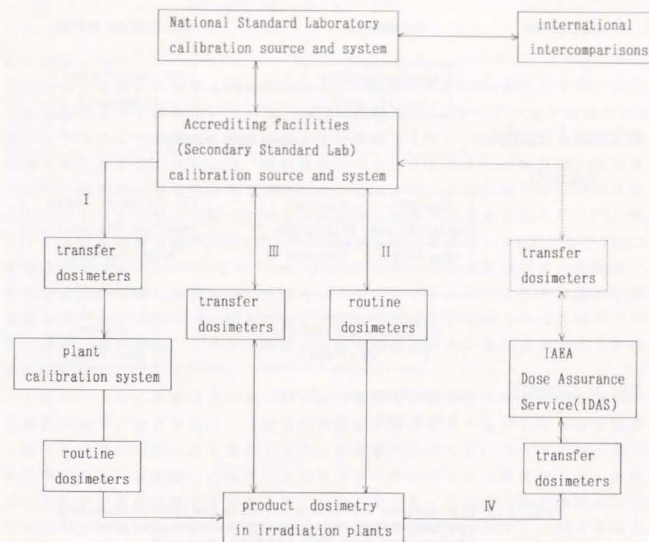 National Standard Laboratory
calibration source and system
international
intercomparisons
Accrediting facilities
(Secondary Standard Lab)
calibration source and system
I
III
II
transfer
dosimeters
transfer
dosimeters
routine
dosimeters
transfer
dosimeters
plant
calibration system
IAEA
Dose Assurance
Service(IDAS)
routine
dosimeters
transfer
dosimeters
product dosimetry
in irradiation plants
IV